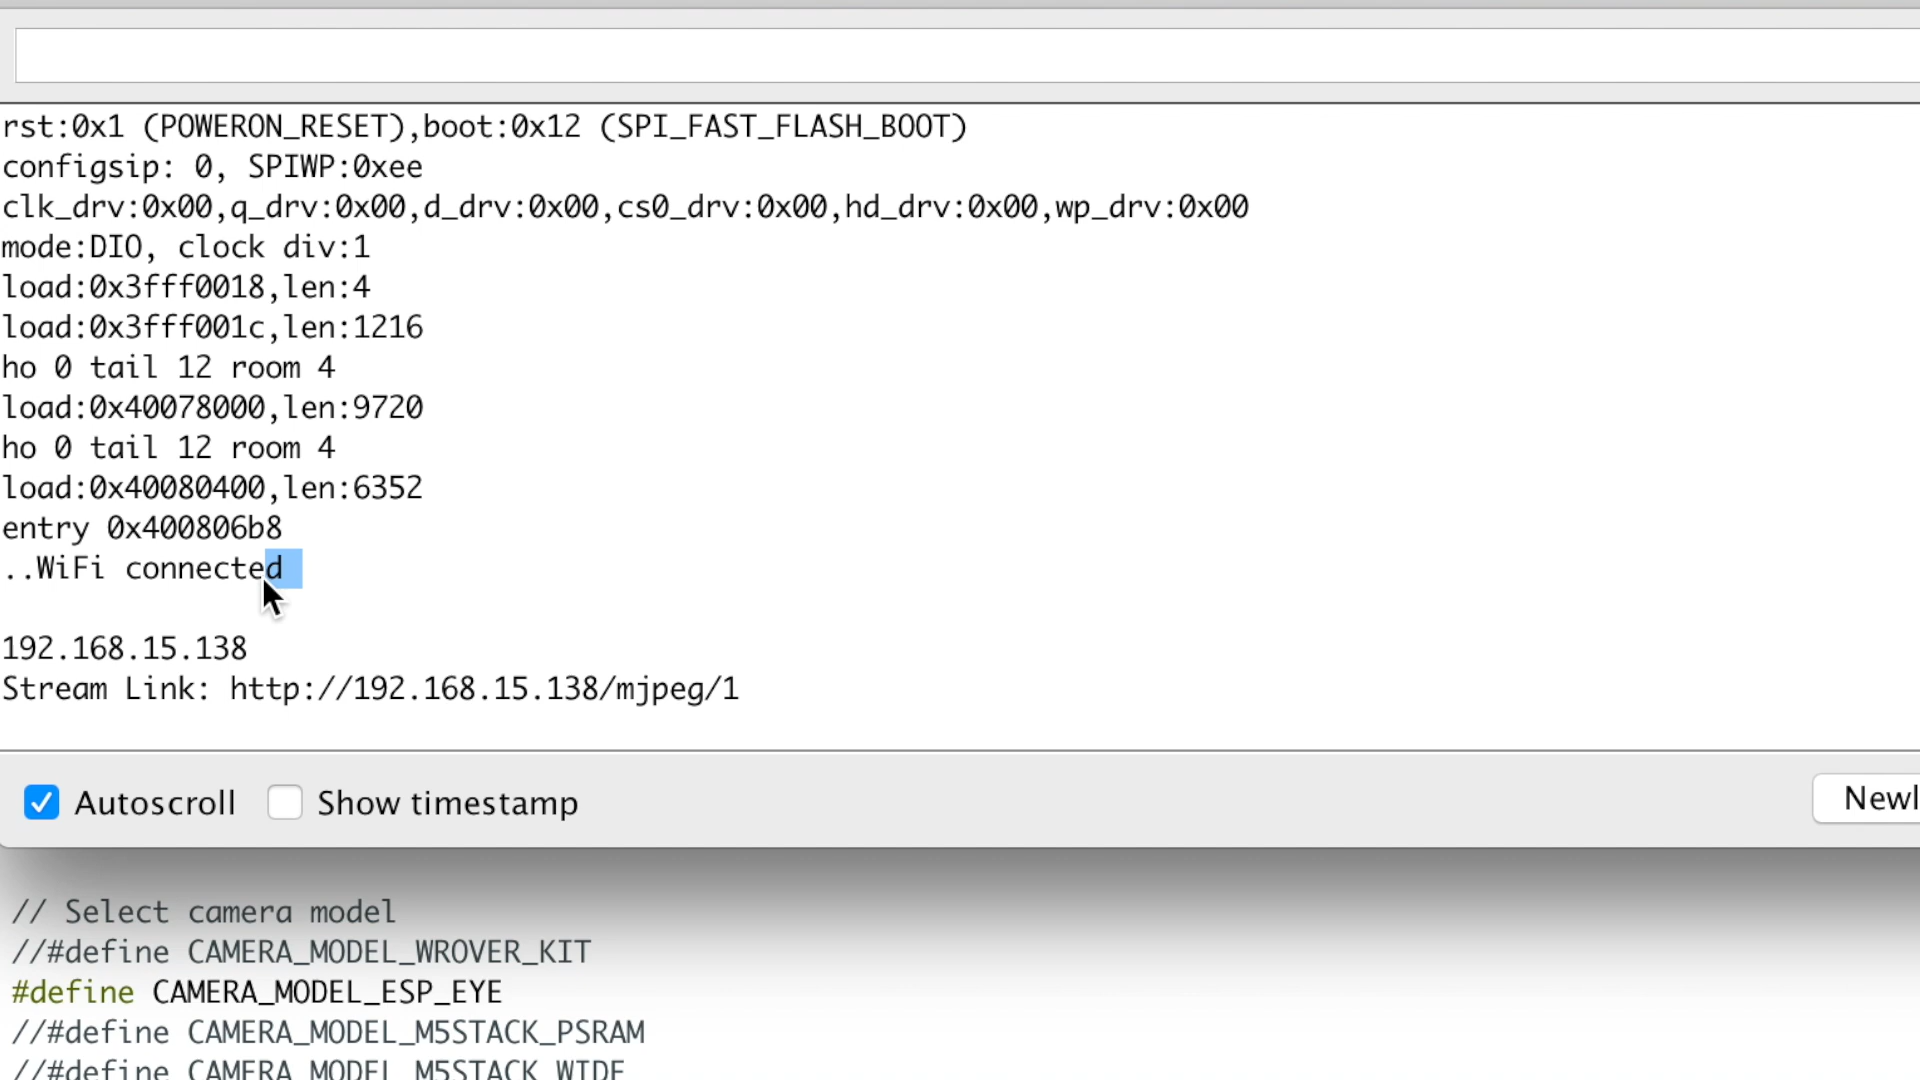 rst:0x1 (POWERON_RESET),boot:0x12 (SPI_FAST_FLASH_BOOT)
configsip: 0, SPIWP:0xee
clk_drv:0x00,q_drv:0x00,d_drv:0x00,cs0_drv:0x00,hd_drv:0x00,wp_drv:0x00
mode:DIO, clock div:1
load:0x3fff0018,len:4
load:0x3fff001c,len:1216
ho 0 tail 12 room 4
load:0x40078000,len:9720
ho 0 tail 12 room 4
load:0x40080400,len:6352
entry 0x400806b8
..WiFi connected
192.168.15.138
Stream Link: http://192.168.15.138/mjpeg/1
Autoscroll Show timestamp Newl
// Select camera model
//#define CAMERA_MODEL_WROVER_KIT
#define CAMERA_MODEL_ESP_EYE
//#define CAMERA_MODEL_M5STACK_PSRAM
//#define CAMERA_MODEL_M5STACK_WIDE